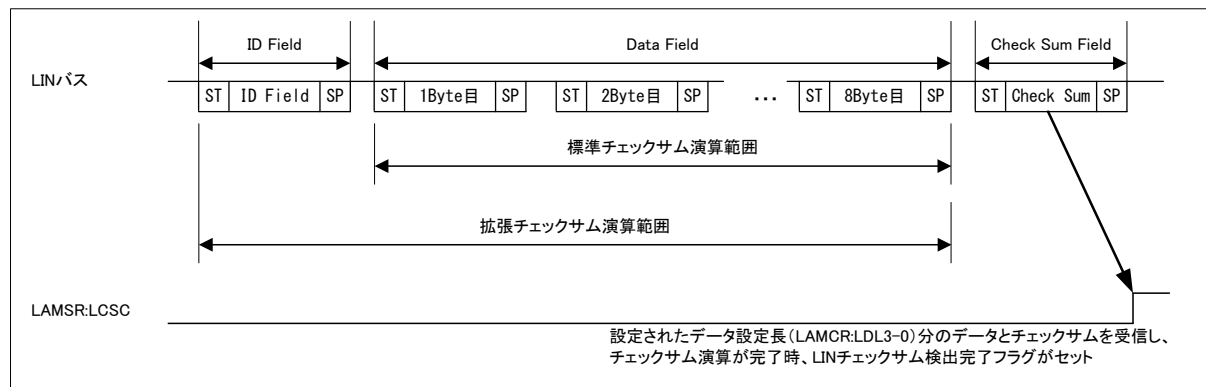 ID Field
Data Field
Check Sum Field
LINバス
ST ID Field SP ST 1Byte目 SP ST 2Byte目 SP ... ST 8Byte目 SP ST Check Sum SP
標準チェックサム演算範囲
拡張チェックサム演算範囲
LAMSR:LCSC
設定されたデータ設定長(LAMCR:LDL3-0)分のデータとチェックサムを受信し、
チェックサム演算が完了時、LINチェックサム検出完了フラグがセット